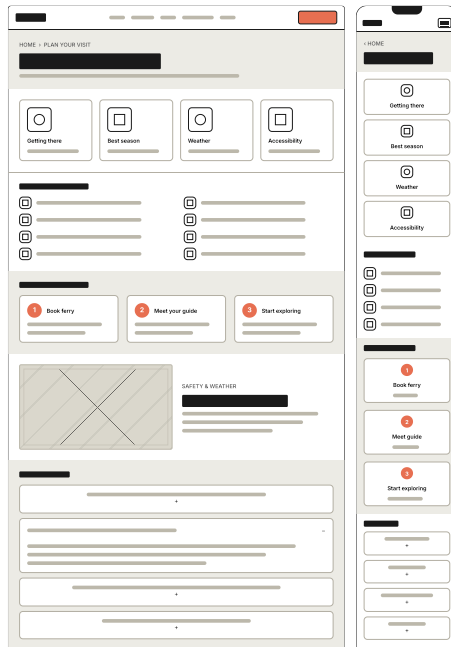 HOME › PLAN YOUR VISIT
Getting there
Best season
Weather
Accessibility
1 Book ferry
2 Meet your guide
3 Start exploring
SAFETY & WEATHER
+
–
+
+
‹ HOME
Getting there
Best season
Weather
Accessibility
1
Book ferry
2
Meet guide
3
Start exploring
+
+
+
+